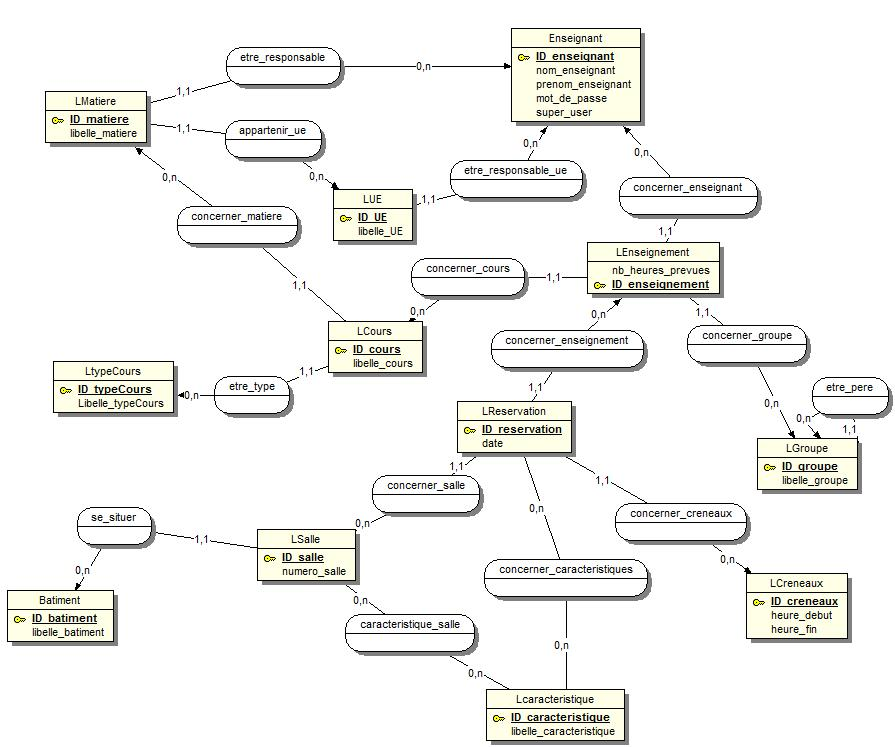 Enseignant
ID_enseignant
nom_enseignant
prenom_enseignant
mot_de_passe
super_user
etre_responsable
1,1
0,n
LMatiere
ID_matiere
libelle_matiere
1,1
appartenir_ue
0,n
LUE
ID_UE
libelle_UE
1,1
etre_responsable_ue
0,n
0,n
concerner_enseignant
1,1
0,n
concerner_matiere
1,1
LEnseignement
nb_heures_prevues
ID_enseignement
concerner_cours
1,1
0,n
LCours
ID_cours
libelle_cours
0,n
concerner_enseignement
1,1
1,1
concerner_groupe
0,n
LtypeCours
ID_typeCours
Libelle_typeCours
0,n
etre_type
1,1
etre_pere
0,n
1,1
LGroupe
ID_groupe
libelle_groupe
LReservation
ID_reservation
date
1,1
concerner_salle
0,n
1,1
concerner_creneaux
0,n
0,n
concerner_caracteristiques
0,n
se_situer
1,1
0,n
LSalle
ID_salle
numero_salle
Batiment
ID_batiment
libelle_batiment
0,n
caracteristique_salle
0,n
LCreneaux
ID_creneaux
heure_debut
heure_fin
Lcaracteristique
ID_caracteristique
libelle_caracteristique